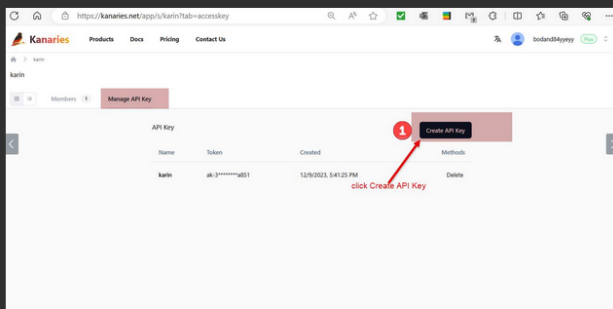 https://kanaries.net/app/s/karin?tab=accesskey
Kanaries Products Docs Pricing Contact Us bodand84yyeyy Plus
karin
karin
Members 1 Manage API Key
API Key
1 Create API Key
Name Token Created Methods
karin ak-3********a851 12/9/2023, 5:41:25 PM Delete
click Create API Key